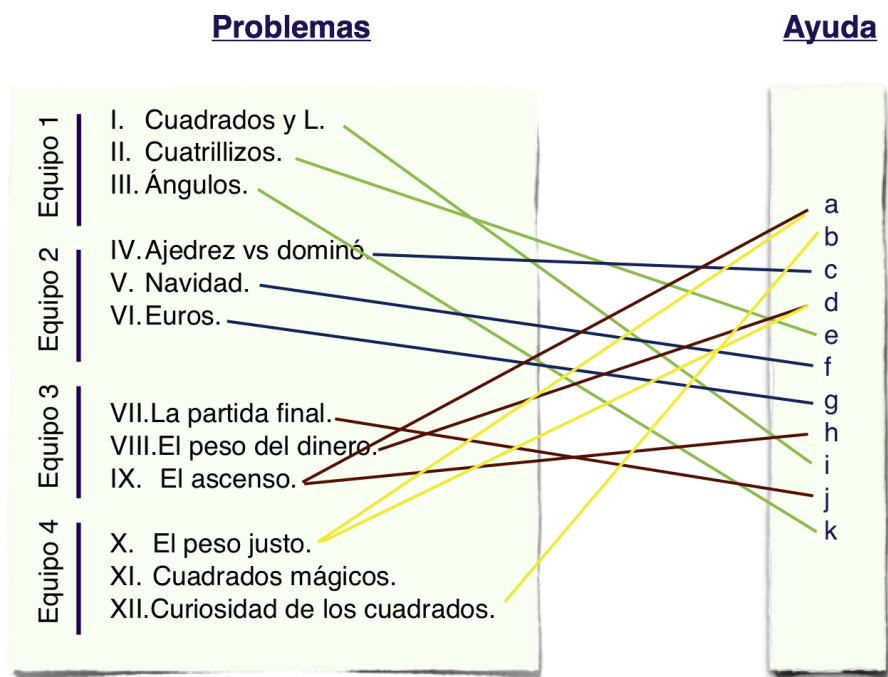 Problemas
Ayuda
Equipo 1
I. Cuadrados y L.
II. Cuatrillizos.
III. Ángulos.
Equipo 2
IV. Ajedrez vs dominó.
V. Navidad.
VI. Euros.
Equipo 3
VII.La partida final.
VIII.El peso del dinero.
IX. El ascenso.
Equipo 4
X. El peso justo.
XI. Cuadrados mágicos.
XII.Curiosidad de los cuadrados.
a
b
c
d
e
f
g
h
i
j
k